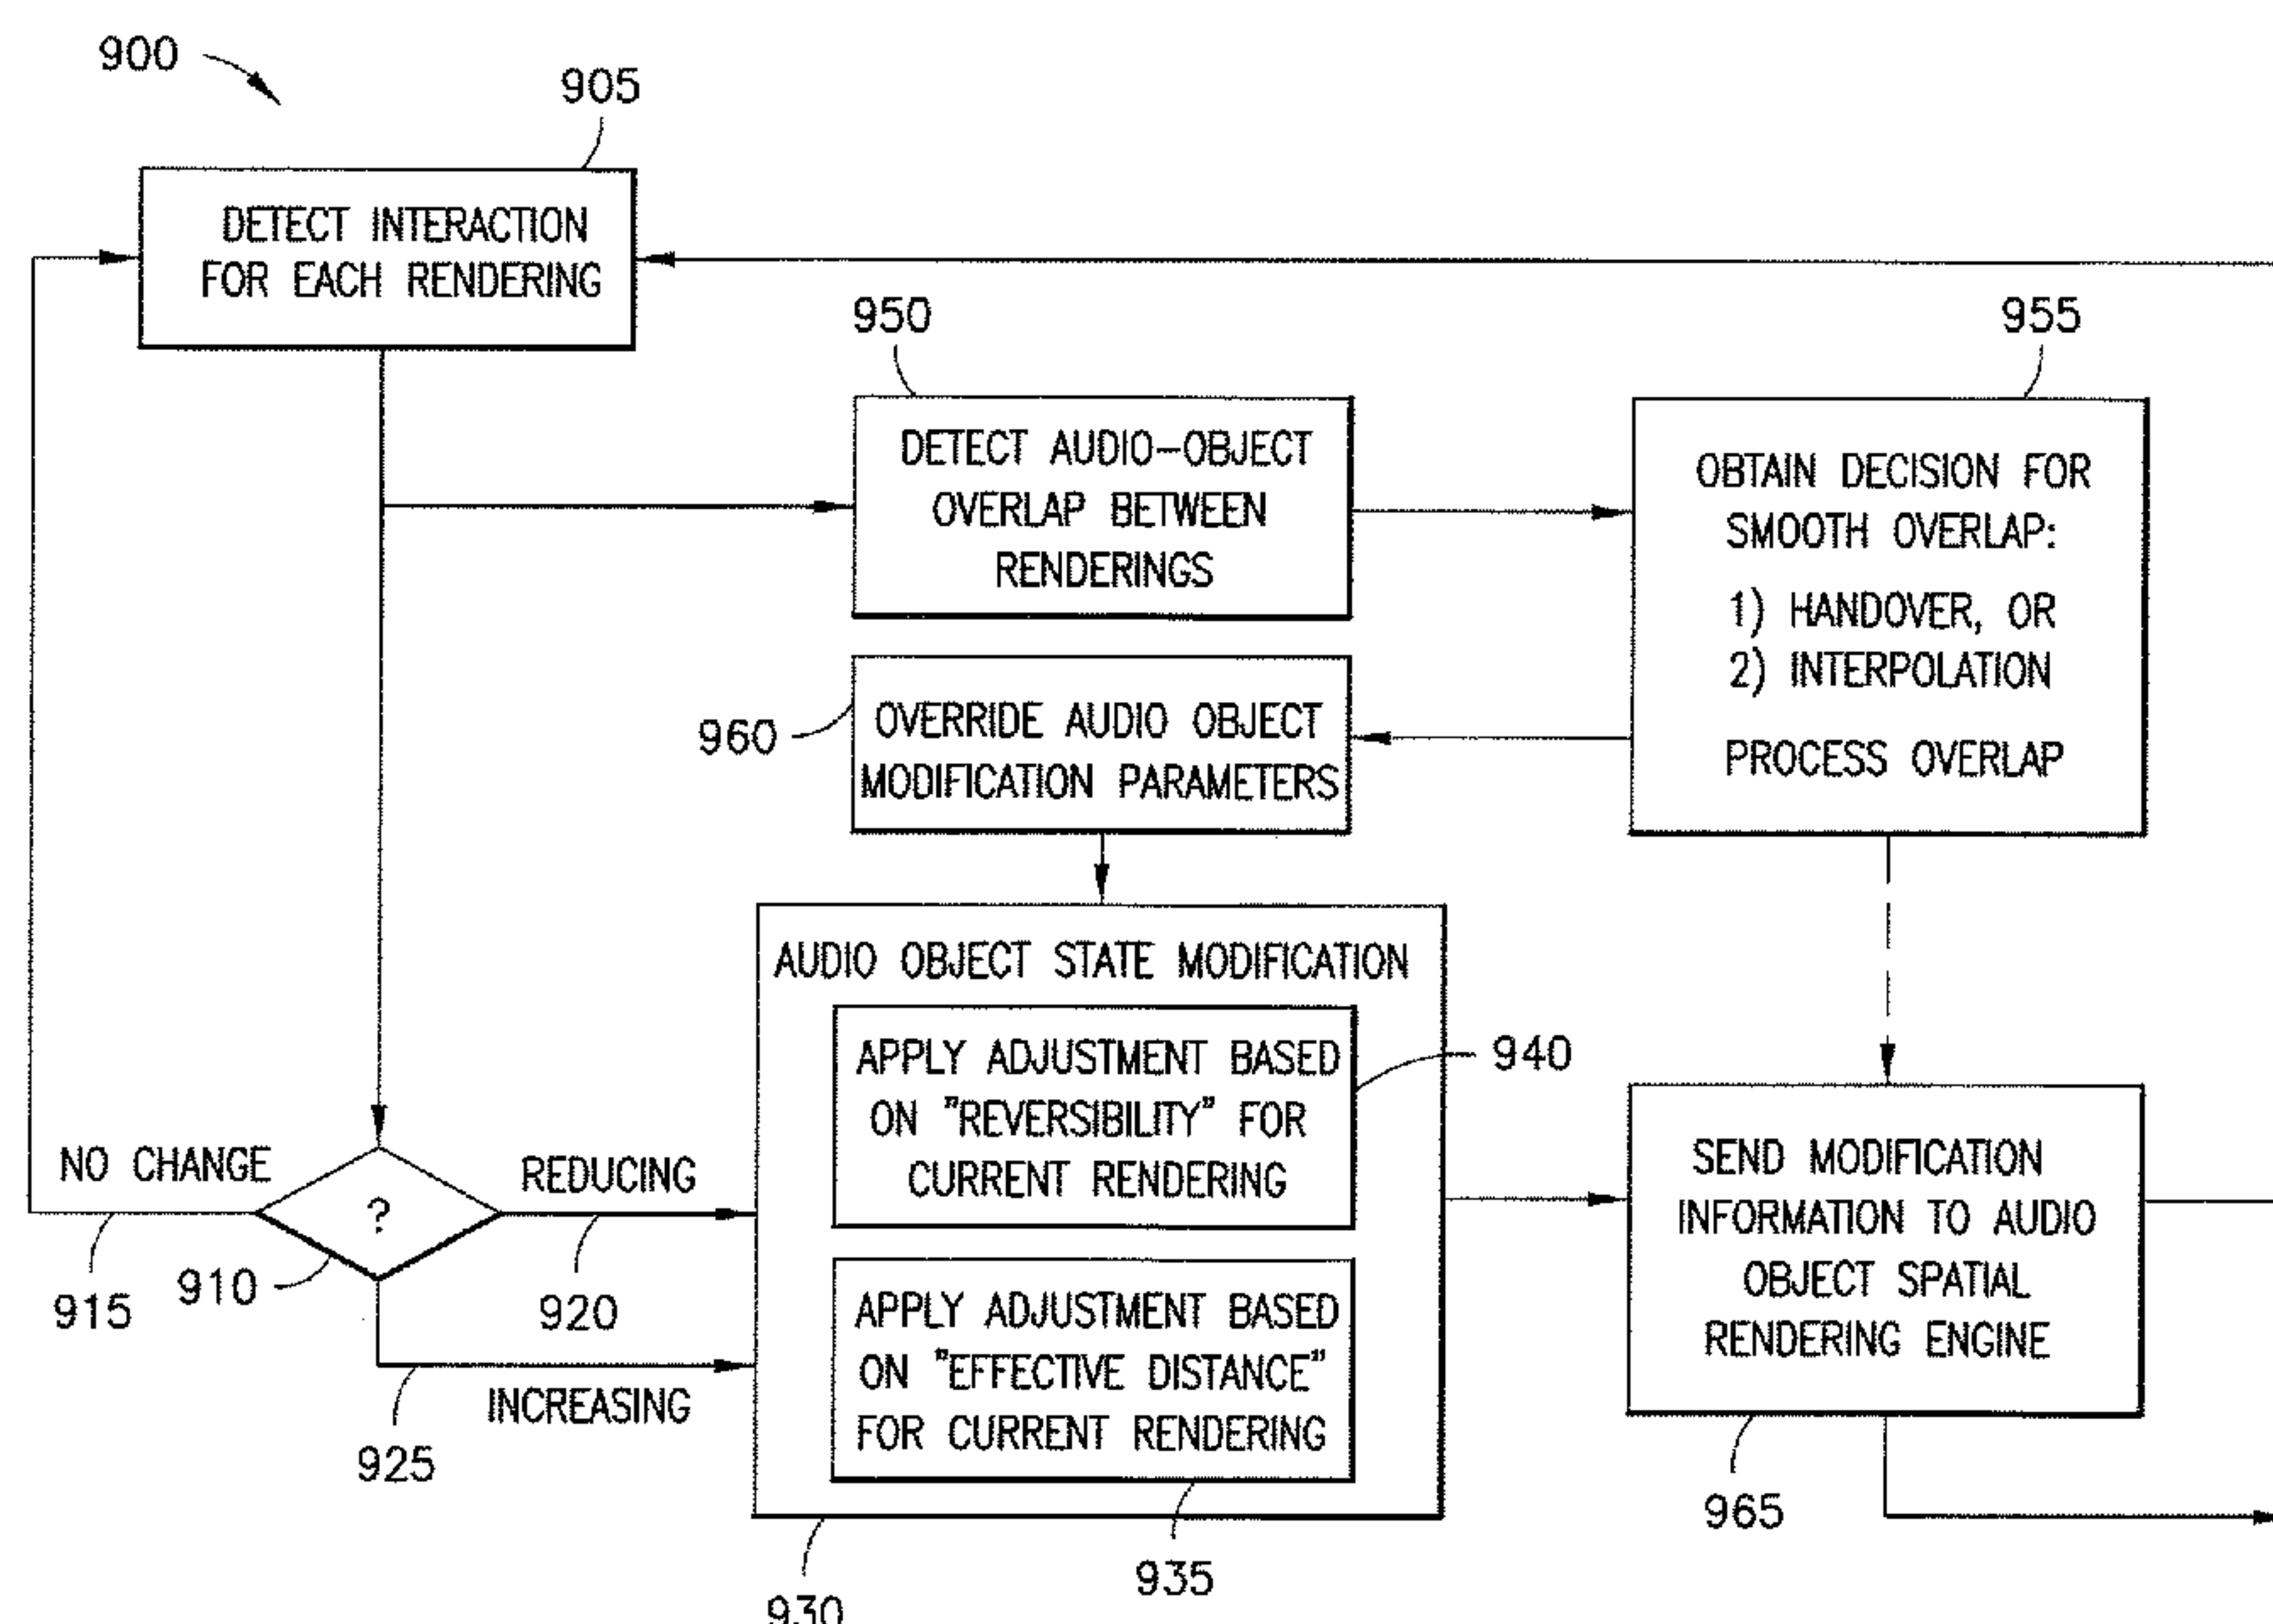 900
905
DETECT INTERACTION
FOR EACH RENDERING
950
955
DETECT AUDIO-OBJECT
OVERLAP BETWEEN
RENDERINGS
OBTAIN DECISION FOR
SMOOTH OVERLAP:
1) HANDOVER, OR
2) INTERPOLATION
PROCESS OVERLAP
960
OVERRIDE AUDIO OBJECT
MODIFICATION PARAMETERS
AUDIO OBJECT STATE MODIFICATION
APPLY ADJUSTMENT BASED
ON "REVERSIBILITY" FOR
CURRENT RENDERING
940
NO CHANGE
?
REDUCING
915
910
920
925
INCREASING
APPLY ADJUSTMENT BASED
ON "EFFECTIVE DISTANCE"
FOR CURRENT RENDERING
SEND MODIFICATION
INFORMATION TO AUDIO
OBJECT SPATIAL
RENDERING ENGINE
965
935
930